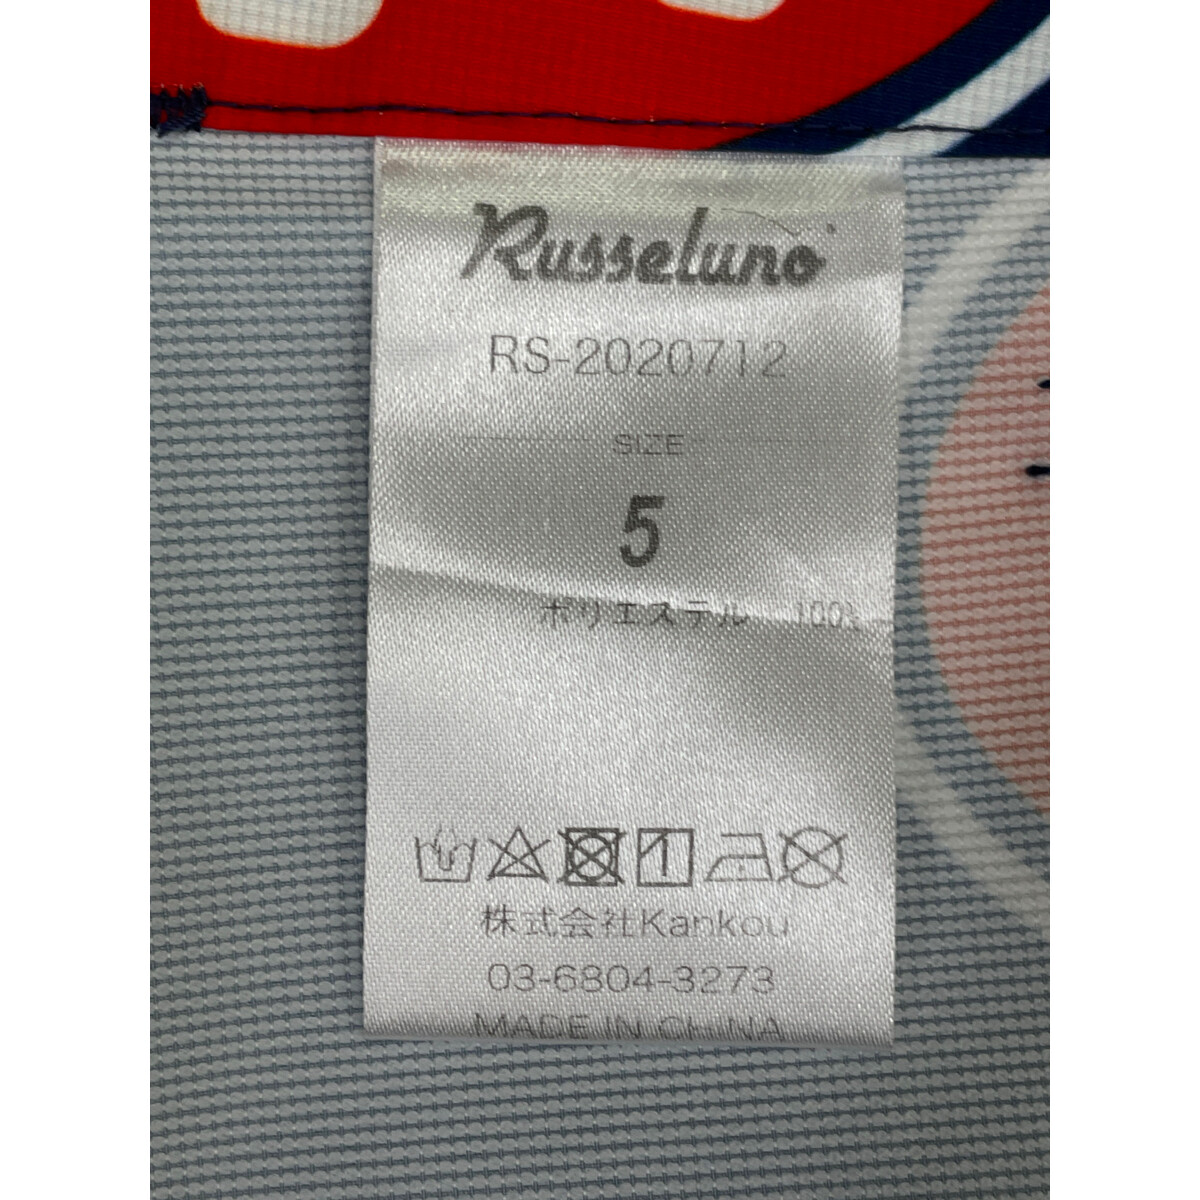 Russeluno
RS-2020712
SIZE
5
ポリエステル 100%
株式会社Kankou
03-6804-3273
MADE IN CHINA